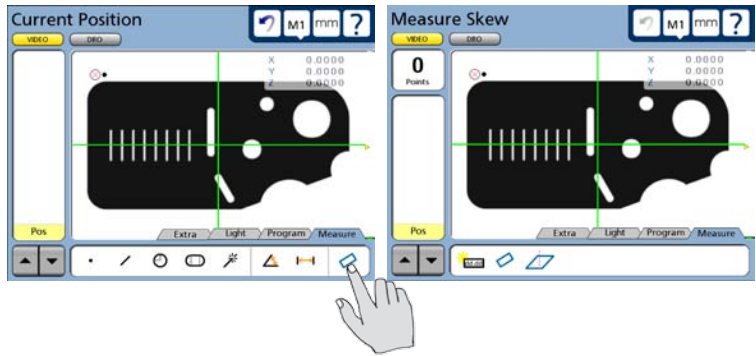 Current Position
M1 mm ?
VIDEO DRO
X 0.0000
Y 0.0000
Z 0.0000
Pos
Extra Light Program Measure
Measure Skew
M1 mm ?
VIDEO DRO
0
Points
X 0.0000
Y 0.0000
Z 0.0000
Pos
Extra Light Program Measure